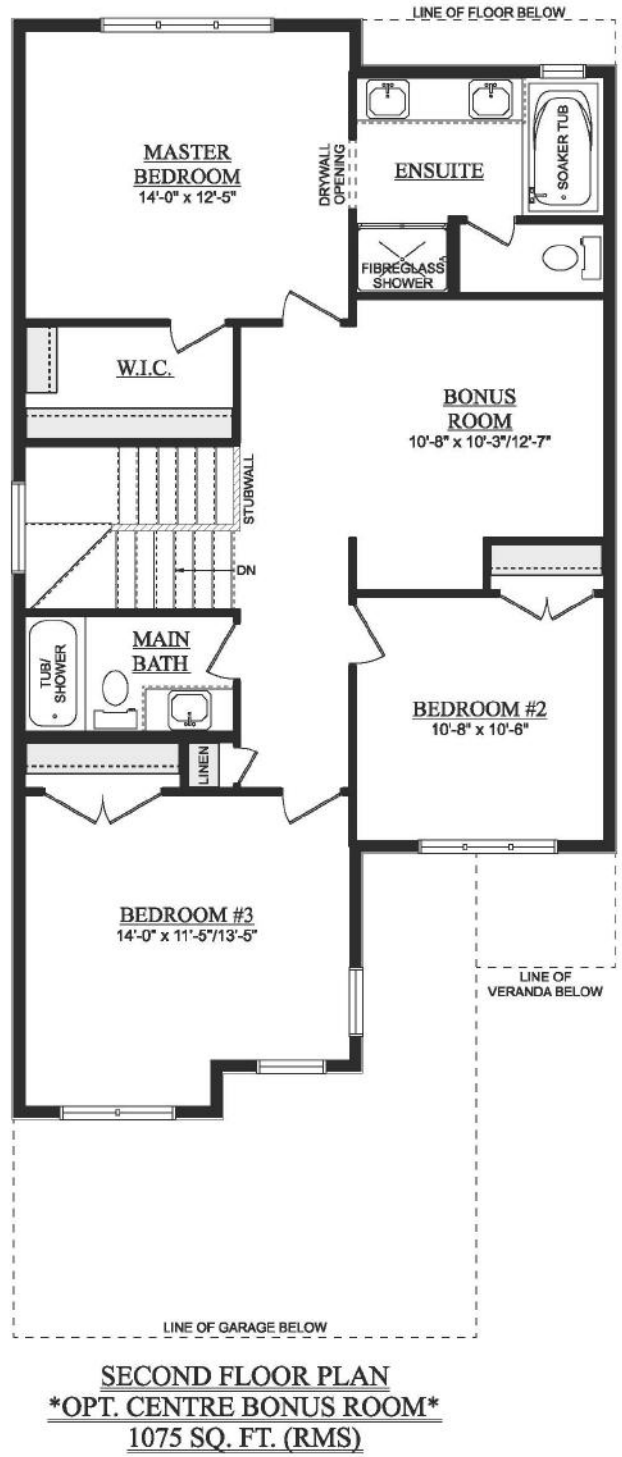 LINE OF FLOOR BELOW
MASTER
BEDROOM
14'-0" x 12'-5"
DRYWALL
OPENING
ENSUITE
SOAKER TUB
FIBREGLASS
SHOWER
W.I.C.
BONUS
ROOM
10'-8" x 10'-3"/12'-7"
STUBWALL
DN
TUB/
SHOWER
MAIN
BATH
LINEN
BEDROOM #2
10'-8" x 10'-6"
BEDROOM #3
14'-0" x 11'-5"/13'-5"
LINE OF
VERANDA BELOW
LINE OF GARAGE BELOW
SECOND FLOOR PLAN
*OPT. CENTRE BONUS ROOM*
1075 SQ. FT. (RMS)